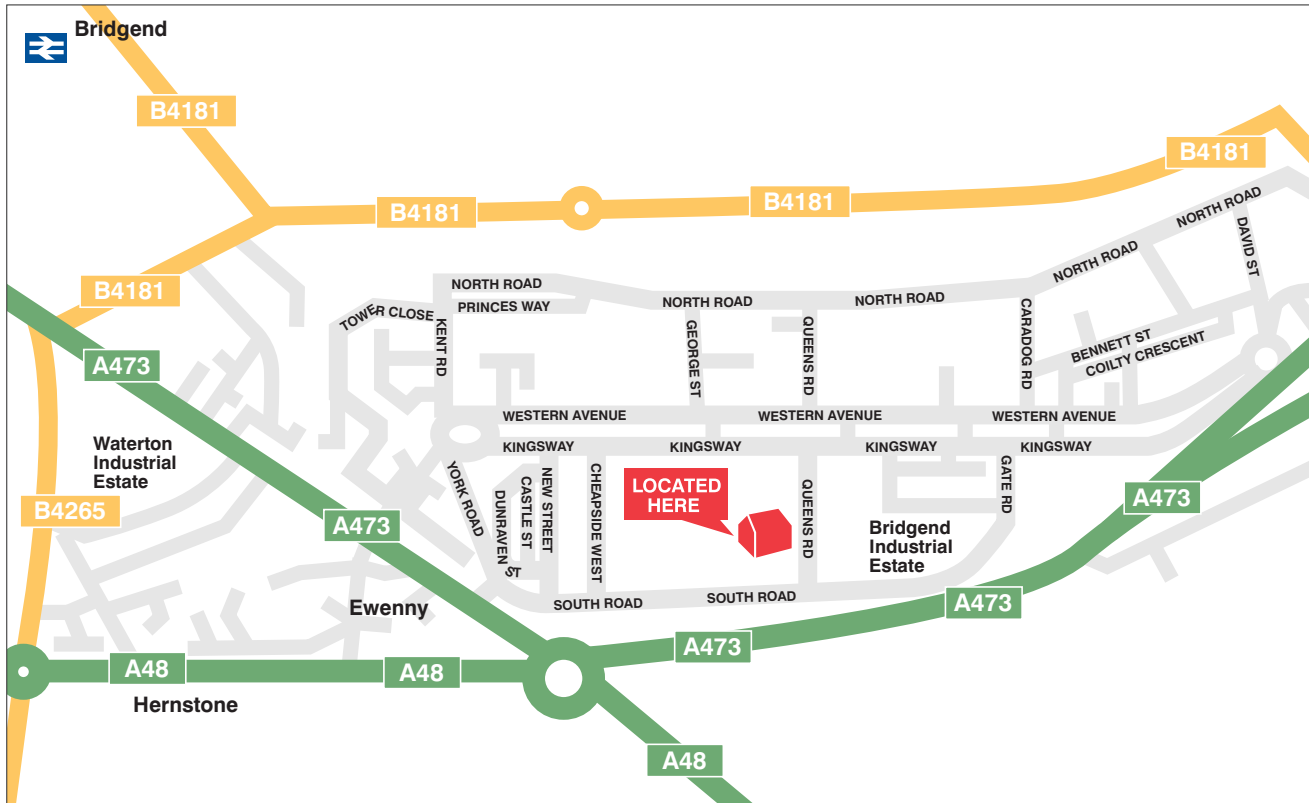 Bridgend
B4181
B4181
B4181
B4181
B4181
NORTH ROAD
NORTH ROAD
NORTH ROAD
NORTH ROAD
NORTH ROAD
DAVID ST
TOWER CLOSE
PRINCES WAY
KENT RD
GEORGE ST
QUEENS RD
CARADOG RD
BENNETT ST
COILTY CRESCENT
A473
WESTERN AVENUE
WESTERN AVENUE
WESTERN AVENUE
KINGSWAY
KINGSWAY
KINGSWAY
KINGSWAY
Waterton
Industrial
Estate
B4265
A473
YORK ROAD
DUNRAVEN ST
CASTLE ST
NEW STREET
CHEAPSIDE WEST
LOCATED
HERE
QUEENS RD
GATE RD
Bridgend
Industrial
Estate
A473
Ewenny
SOUTH ROAD
SOUTH ROAD
A473
A473
A48
A48
Hernstone
A48